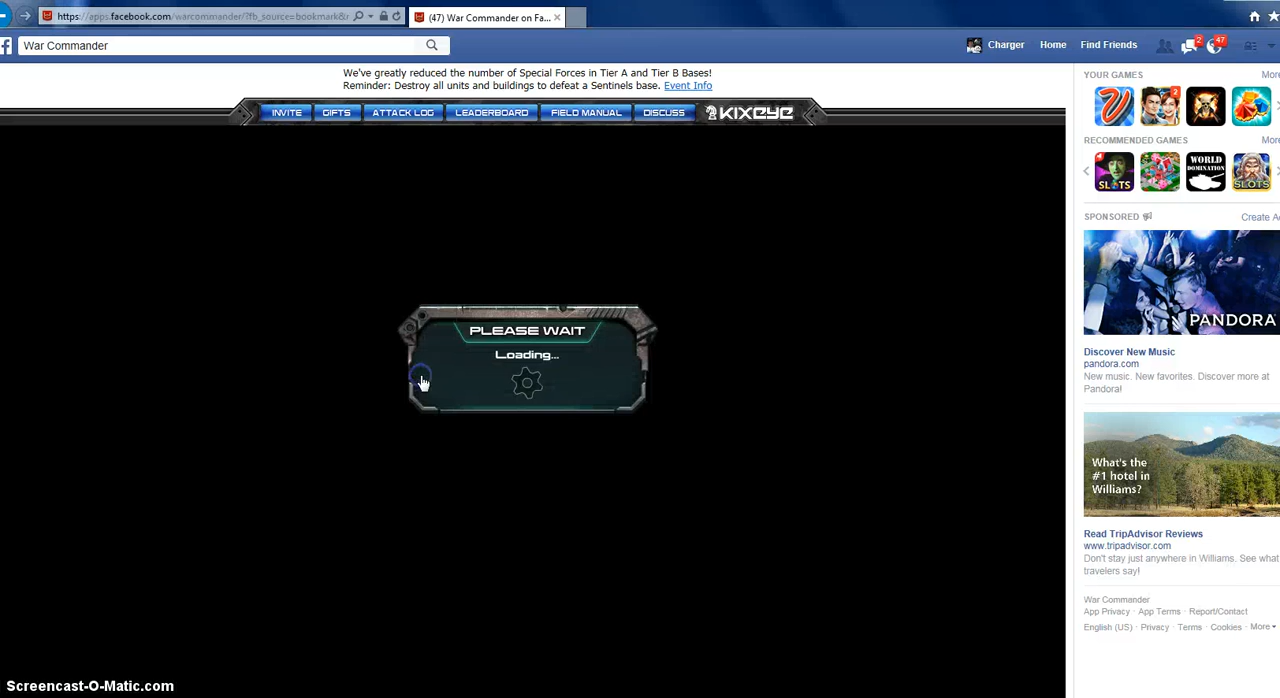 https://apps.facebook.com/warcommander/?fb_source=bookmark&r
(47) War Commander on Fa...
War Commander
Charger
Home
Find Friends
2
47
We've greatly reduced the number of Special Forces in Tier A and Tier B Bases!
Reminder: Destroy all units and buildings to defeat a Sentinels base. Event Info
INVITE
GIFTS
ATTACK LOG
LEADERBOARD
FIELD MANUAL
DISCUSS
KIXEYE
PLEASE WAIT
Loading...
YOUR GAMES
More
2
RECOMMENDED GAMES
More
SLOTS
WORLD
DOMINATION
SLOTS
SPONSORED
Create A
PANDORA
Discover New Music
pandora.com
New music. New favorites. Discover more at
Pandora!
What's the
#1 hotel in
Williams?
Read TripAdvisor Reviews
www.tripadvisor.com
Don't stay just anywhere in Williams. See what
travelers say!
War Commander
App Privacy · App Terms · Report/Contact
English (US) · Privacy · Terms · Cookies · More
Screencast-O-Matic.com